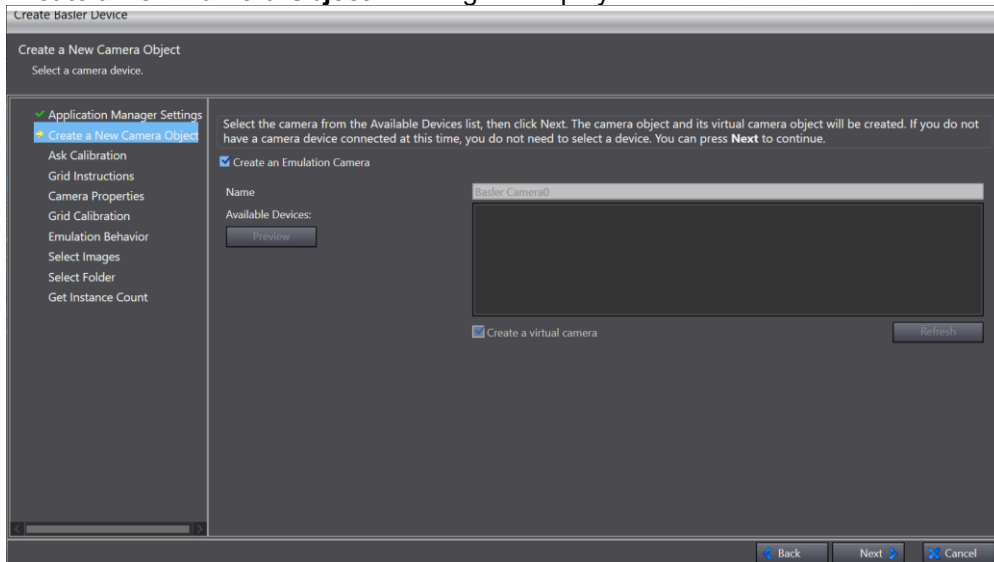 Create Basler Device
Create a New Camera Object
Select a camera device.
Application Manager Settings
Create a New Camera Object
Ask Calibration
Grid Instructions
Camera Properties
Grid Calibration
Emulation Behavior
Select Images
Select Folder
Get Instance Count
Select the camera from the Available Devices list, then click Next. The camera object and its virtual camera object will be created. If you do not
have a camera device connected at this time, you do not need to select a device. You can press Next to continue.
Create an Emulation Camera
Name
Basler Camera0
Available Devices:
Preview
Create a virtual camera
Refresh
Back
Next
Cancel